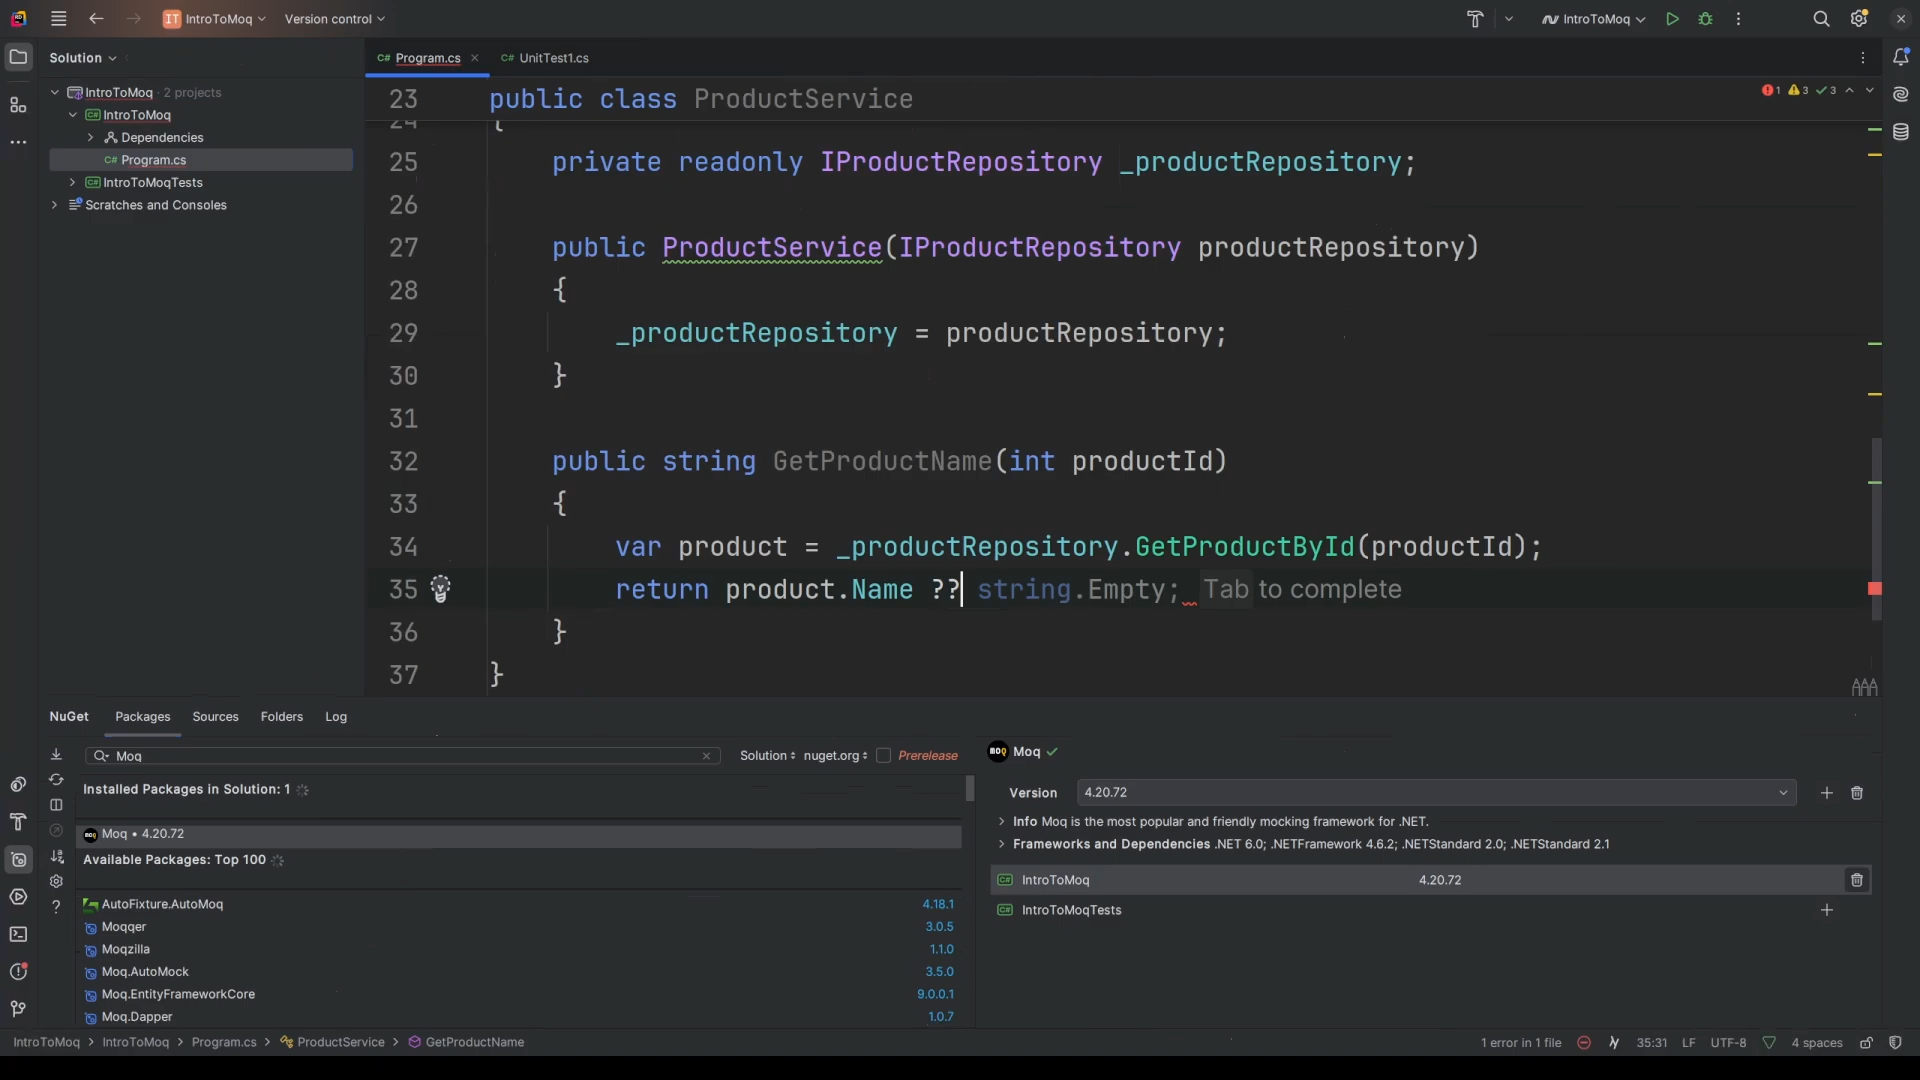 IT IntroToMoq
Version control
IntroToMoq
Solution
C# Program.cs
C# UnitTest1.cs
IntroToMoq · 2 projects
C# IntroToMoq
Dependencies
C# Program.cs
C# IntroToMoqTests
Scratches and Consoles
1 3 3
23 public class ProductService
24 {
25 private readonly IProductRepository _productRepository;
26
27 public ProductService(IProductRepository productRepository)
28 {
29 _productRepository = productRepository;
30 }
31
32 public string GetProductName(int productId)
33 {
34 var product = _productRepository.GetProductById(productId);
35 return product.Name ?? string.Empty; Tab to complete
36 }
37 }
NuGet Packages Sources Folders Log
Moq
Solution nuget.org Prerelease
Installed Packages in Solution: 1
Moq • 4.20.72
Available Packages: Top 100
AutoFixture.AutoMoq 4.18.1
Moqqer 3.0.5
Moqzilla 1.1.0
Moq.AutoMock 3.5.0
Moq.EntityFrameworkCore 9.0.0.1
Moq.Dapper 1.0.7
Moq
Version 4.20.72
Info Moq is the most popular and friendly mocking framework for .NET.
Frameworks and Dependencies .NET 6.0; .NETFramework 4.6.2; .NETStandard 2.0; .NETStandard 2.1
C# IntroToMoq 4.20.72
C# IntroToMoqTests
IntroToMoq > IntroToMoq > Program.cs > ProductService > GetProductName
1 error in 1 file 35:31 LF UTF-8 4 spaces